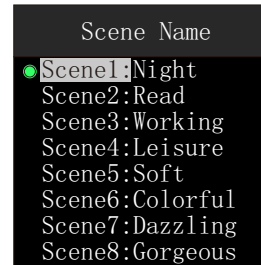 Scene Name
Scene1:Night
Scene2:Read
Scene3:Working
Scene4:Leisure
Scene5:Soft
Scene6:Colorful
Scene7:Dazzling
Scene8:Gorgeous